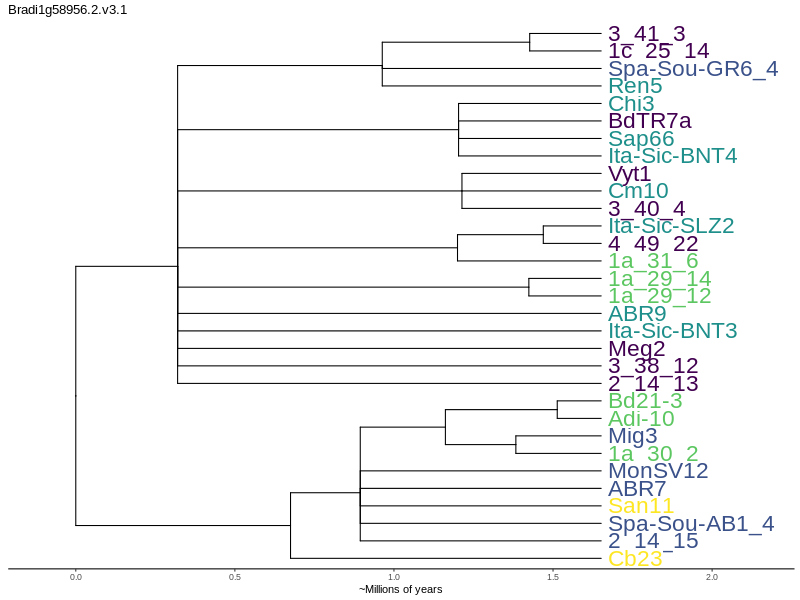 Bradi1g58956.2.v3.1
3_41_3
1c_25_14
Spa-Sou-GR6_4
Ren5
Chi3
BdTR7a
Sap66
Ita-Sic-BNT4
Vyt1
Cm10
3_40_4
Ita-Sic-SLZ2
4_49_22
1a_31_6
1a_29_14
1a_29_12
ABR9
Ita-Sic-BNT3
Meg2
3_38_12
2_14_13
Bd21-3
Adi-10
Mig3
1a_30_2
MonSV12
ABR7
San11
Spa-Sou-AB1_4
2_14_15
Cb23
0.0 0.5 1.0 1.5 2.0
~Millions of years